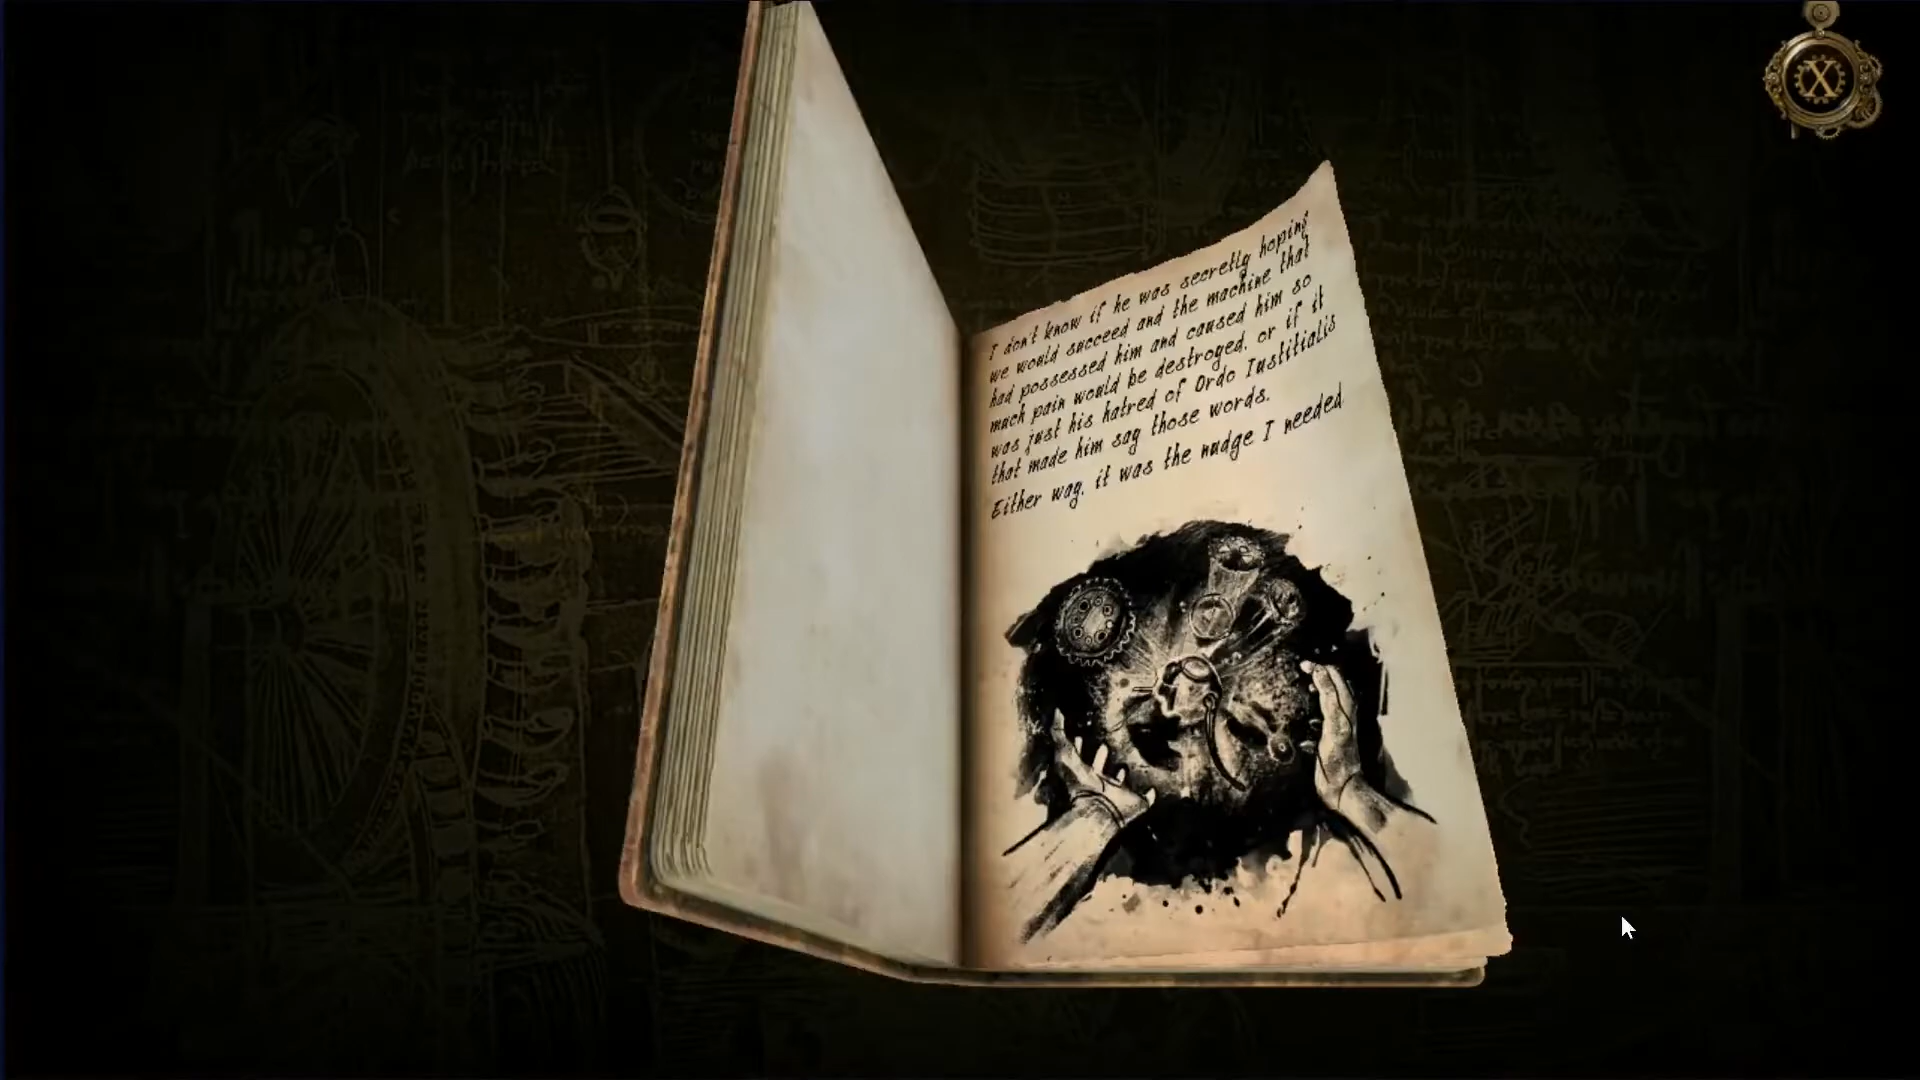 X
I don't know if he was secretly hoping
we would succeed and the machine that
had possessed him and caused him so
much pain would be destroyed, or if it
was just his hatred of Ordo Iustitialis
that made him say those words.
Either way, it was the nudge I needed